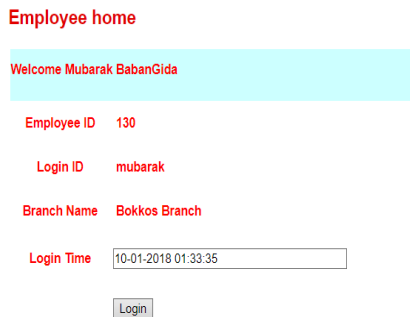 Employee home
Welcome Mubarak BabanGida
Employee ID 130
Login ID mubarak
Branch Name Bokkos Branch
Login Time 10-01-2018 01:33:35
Login